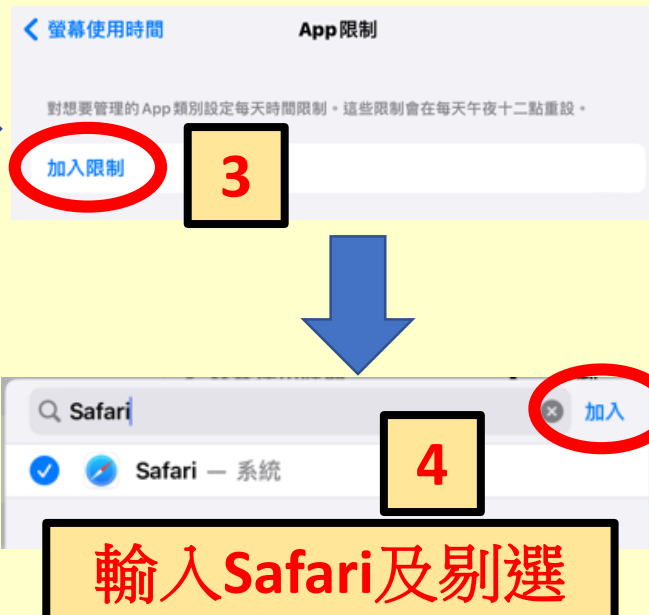 螢幕使用時間 App限制
對想要管理的 App 類別設定每天時間限制。這些限制會在每天午夜十二點重設。
加入限制
3
Safari 加入
Safari — 系統
4
輸入Safari及剔選